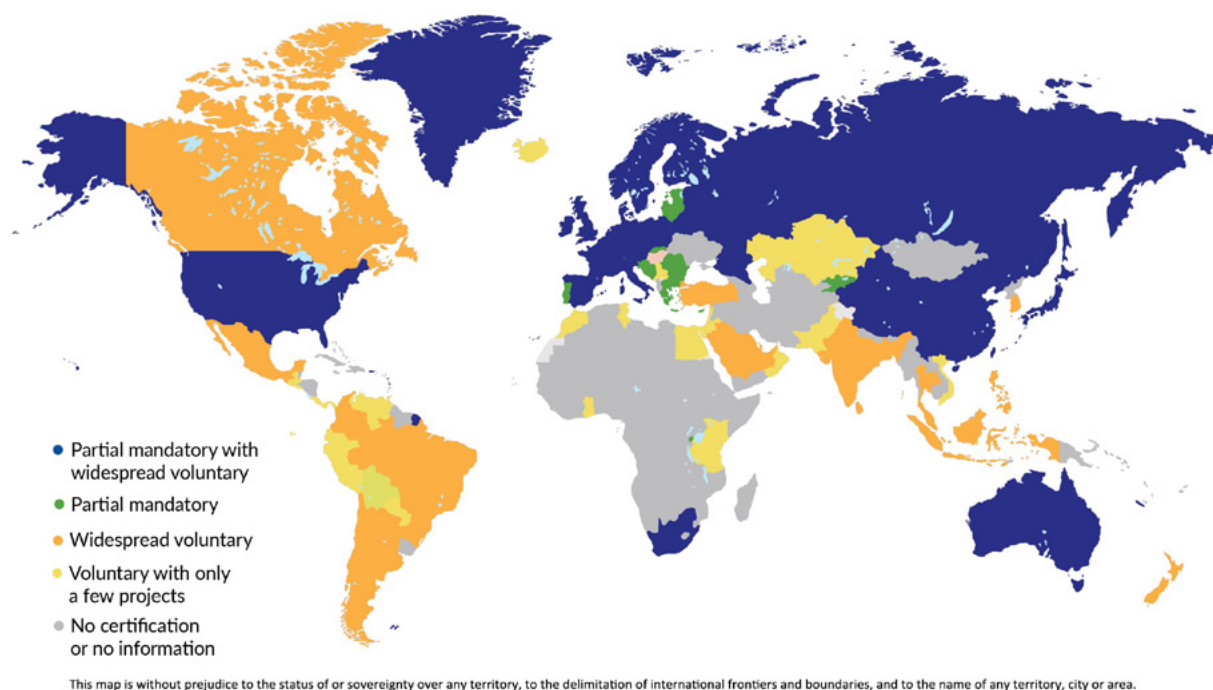 Partial mandatory with
widespread voluntary
Partial mandatory
Widespread voluntary
Voluntary with only
a few projects
No certification
or no information
This map is without prejudice to the status of or sovereignty over any territory, to the delimitation of international frontiers and boundaries, and to the name of any territory, city or area.